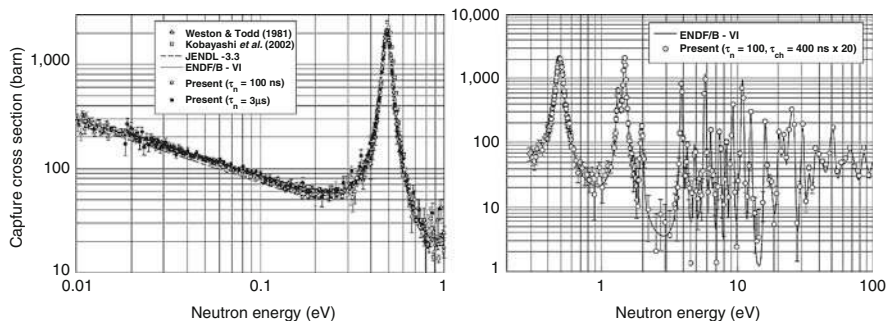 Capfure cross section (barn)
1,000
100
10
0.01
0.1
1
Neutron energy (eV)
Weston & Todd (1981)
Kobayashi et al. (2002)
JENDL -3.3
ENDF/B - VI
Present (τn = 100 ns)
Present (τn = 3μs)
10,000
1,000
100
10
1
1
10
100
Neutron energy (eV)
ENDF/B - VI
Present (τn = 100, τch = 400 ns x 20)